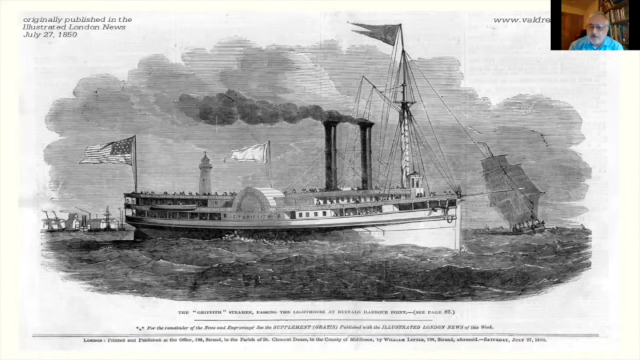 originally published in the
Illustrated London News
July 27, 1850
www.valdre
THE "GRIFFITH" STEAMER, PASSING THE LIGHTHOUSE AT BUFFALO HARBOUR POINT.—(SEE PAGE
For the remainder of the News and Engravings see the SUPPLEMENT (GRATIS) Published with the ILLUSTRATED LONDON NEWS of this Week.
LONDON: Printed and Published at the Office, 198, Strand, in the Parish of St. Clement Danes, in the County of Middlesex, by WILLIAM LITTLE, 198, Strand, aforesaid.—SATURDAY, JULY 27, 1850.